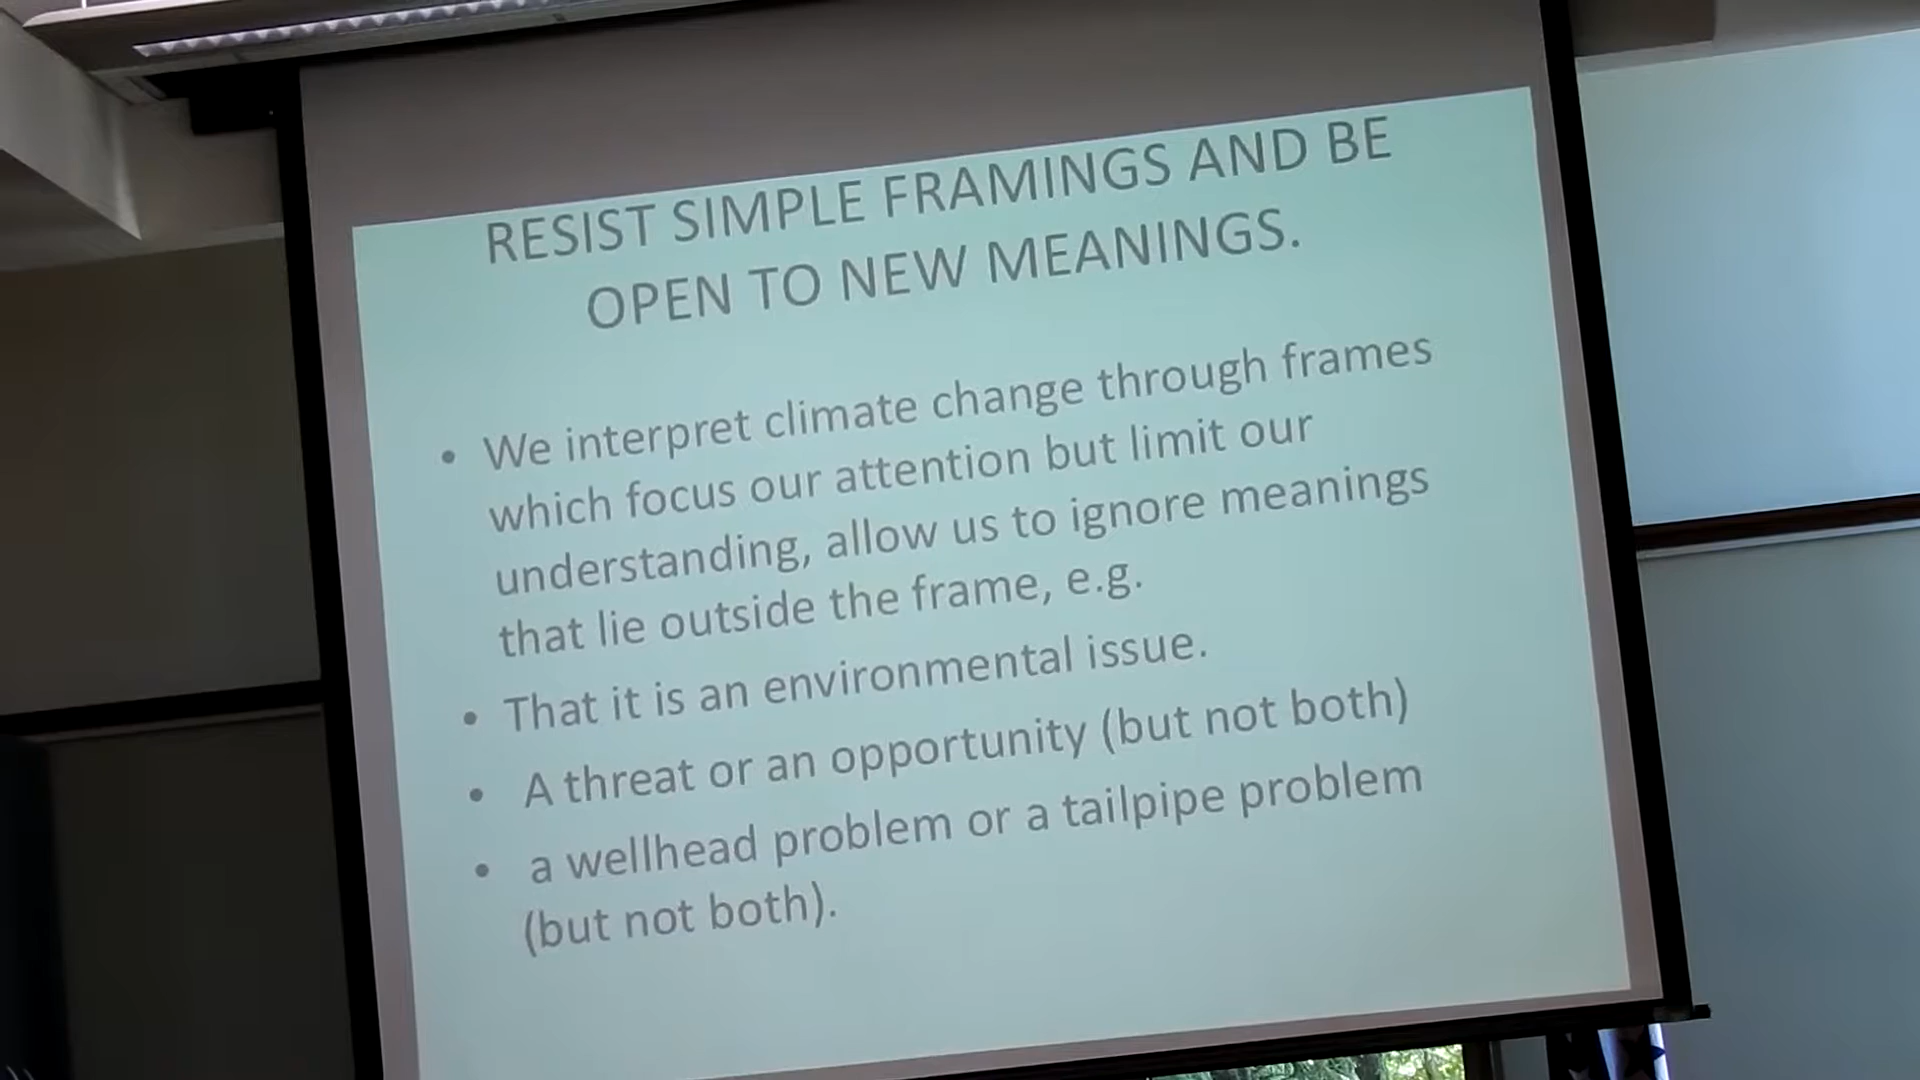 RESIST SIMPLE FRAMINGS AND BE
OPEN TO NEW MEANINGS.
• We interpret climate change through frames
which focus our attention but limit our
understanding, allow us to ignore meanings
that lie outside the frame, e.g.
• That it is an environmental issue.
• A threat or an opportunity (but not both)
• a wellhead problem or a tailpipe problem
(but not both).